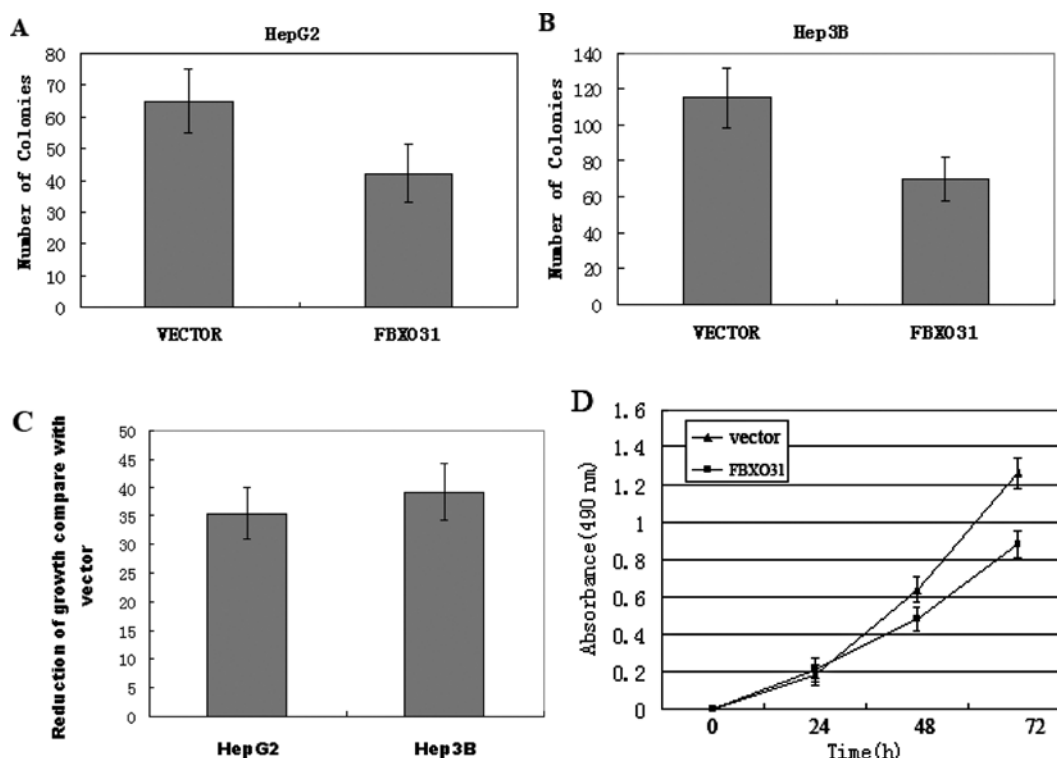 A
HepG2
Number of Colonies
80
70
60
50
40
30
20
10
0
VECTOR
FBXO31
B
Hep3B
Number of Colonies
140
120
100
80
60
40
20
0
VECTOR
FBXO31
C
Reduction of growth compare with
vector
50
45
40
35
30
25
20
15
10
5
0
HepG2
Hep3B
D
Absorbance(490 nm)
1.6
1.4
1.2
1
0.8
0.6
0.4
0.2
0
vector
FBXO31
0
24
48
72
Time(h)